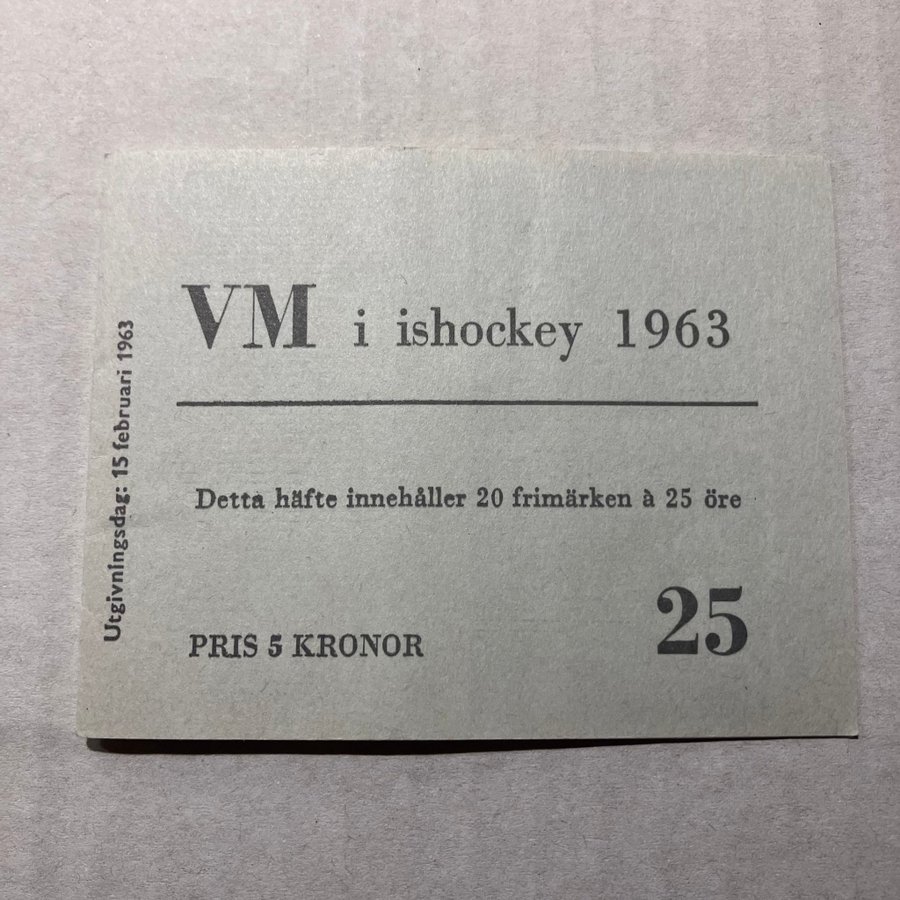 VM i ishockey 1963
Detta häfte innehåller 20 frimärken à 25 öre
PRIS 5 KRONOR
25
Utgivningsdag: 15 februari 1963